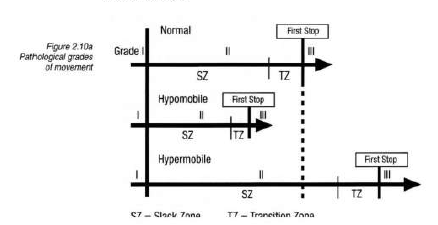 Normal
First Stop
Figure 2.10a
Pathological grades
of movement
Grade I
II
III
SZ
TZ
Hypomobile
First Stop
I
II
III
SZ
TZ
Hypermobile
First Stop
I
II
III
SZ
TZ
SZ – Slack Zone TZ – Transition Zone